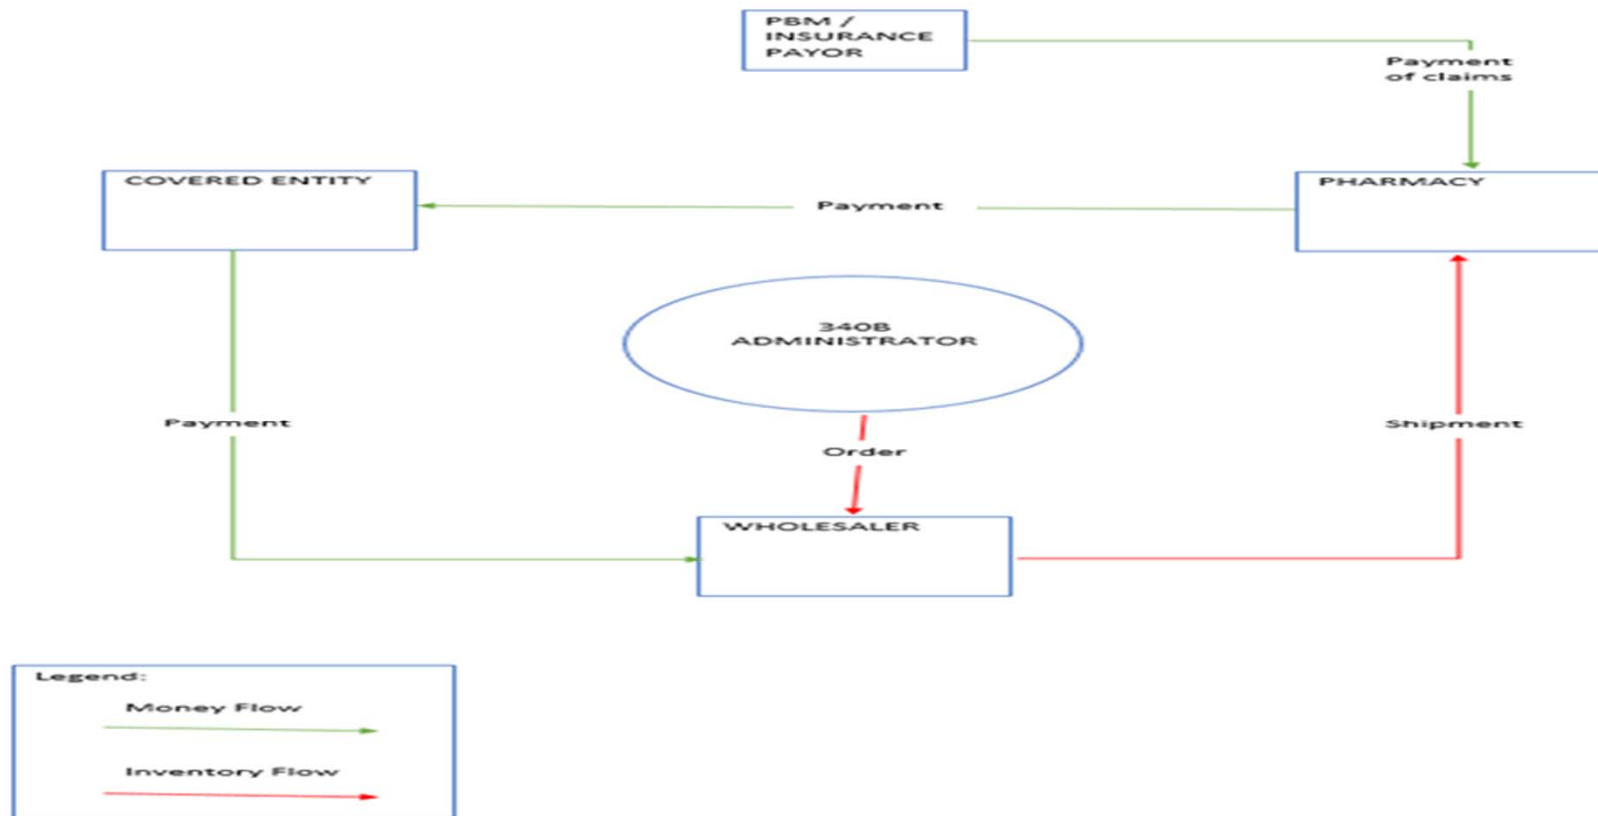 PBM /
INSURANCE
PAYOR
Payment
of claims
COVERED ENTITY
Payment
PHARMACY
340B
ADMINISTRATOR
Payment
Order
Shipment
WHOLESALER
Legend:
Money Flow
Inventory Flow